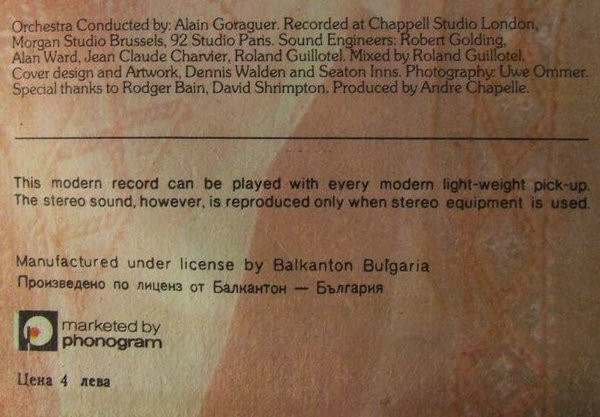 Orchestra Conducted by: Alain Goraguer. Recorded at Chappell Studio London,
Morgan Studio Brussels, 92 Studio Paris. Sound Engineers: Robert Golding,
Alan Ward, Jean Claude Charvier, Roland Guillotel. Mixed by Roland Guillotel.
Cover design and Artwork, Dennis Walden and Seaton Inns. Photography: Uwe Ommer.
Special thanks to Rodger Bain, David Shrimpton. Produced by Andre Chapelle.
This modern record can be played with every modern light-weight pick-up.
The stereo sound, however, is reproduced only when stereo equipment is used.
Manufactured under license by Balkanton Bulgaria
Произведено по лиценз от Балкантон — България
marketed by
phonogram
Цена 4 лева